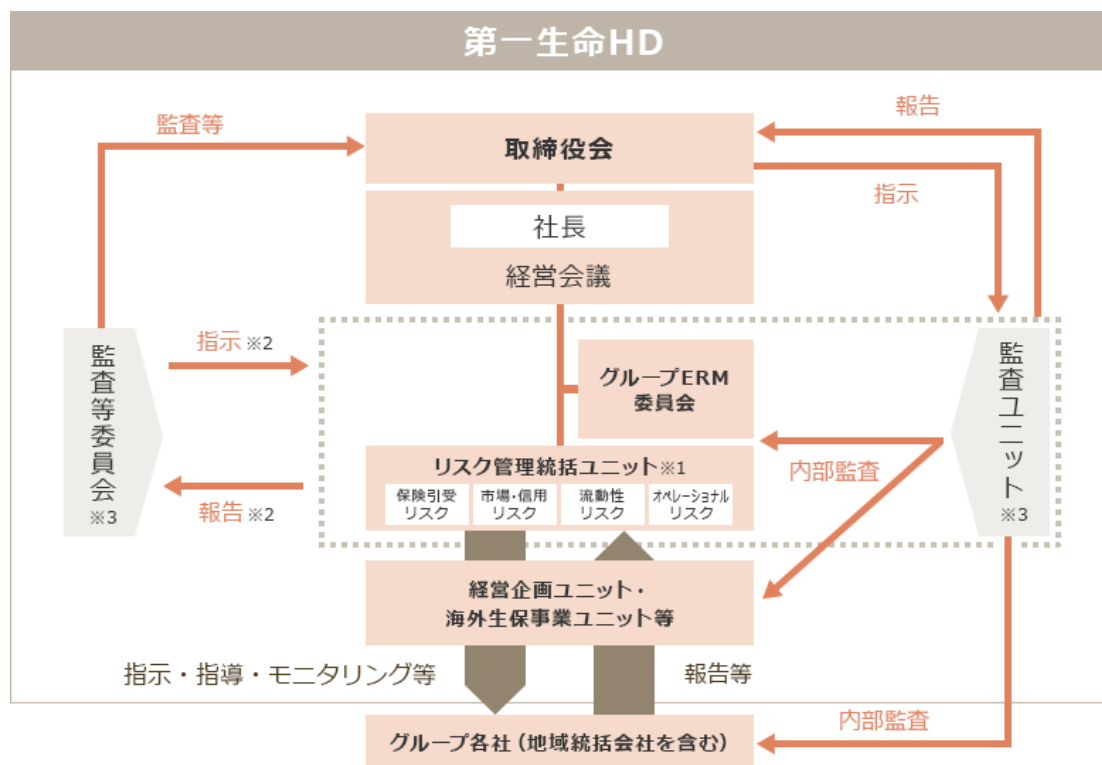 第一生命HD
監査等
報告
取締役会
指示
社長
経営会議
指示 ※2
監査等委員会
※3
グループERM
委員会
監査ユニット
※3
リスク管理統括ユニット※1
内部監査
保険引受
リスク
市場・信用
リスク
流動性
リスク
オペレーショナル
リスク
報告※2
経営企画ユニット・
海外生保事業ユニット等
指示・指導・モニタリング等
報告等
内部監査
グループ各社（地域統括会社を含む）